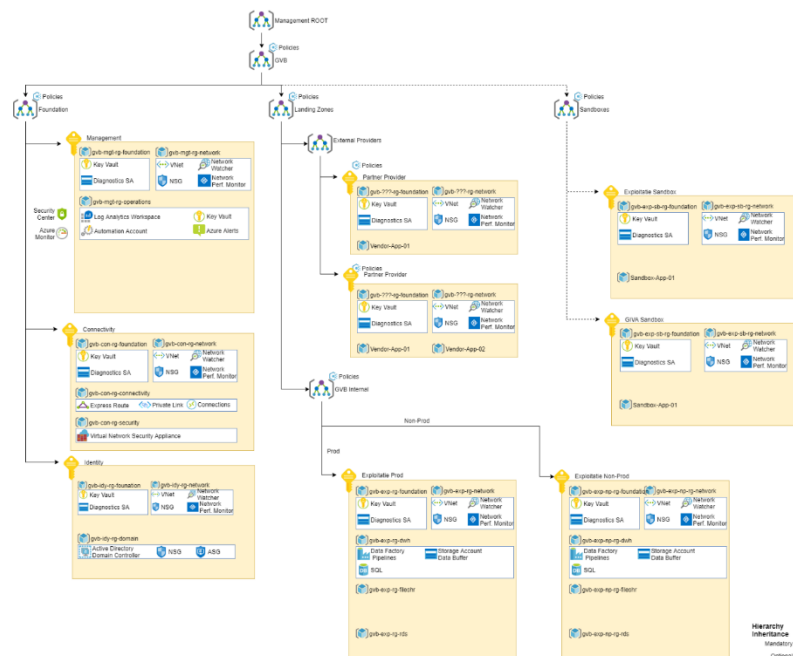 Management ROOT
Policies
GVB
Policies
Foundation
Policies
Landing Zones
Policies
Sandboxes
Management
gvb-mgt-rg-foundation
gvb-mgt-rg-network
Key Vault
VNet
Network
Watcher
Diagnostics SA
NSG
Network
Perf. Monitor
gvb-mgt-rg-operations
Security
Center
Log Analytics Workspace
Key Vault
Azure
Monitor
Automation Account
Azure Alerts
External Providers
Policies
Partner Provider
gvb-???-rg-foundation
gvb-???-rg-network
Key Vault
VNet
Network
Watcher
Diagnostics SA
NSG
Network
Perf. Monitor
Vendor-App-01
Policies
Partner Provider
gvb-???-rg-foundation
gvb-???-rg-network
Key Vault
VNet
Network
Watcher
Diagnostics SA
NSG
Network
Perf. Monitor
Vendor-App-01
Vendor-App-02
Exploitatie Sandbox
gvb-exp-sb-rg-foundation
gvb-exp-sb-rg-network
Key Vault
VNet
Network
Watcher
Diagnostics SA
NSG
Network
Perf. Monitor
Sandbox-App-01
GIVA Sandbox
gvb-exp-sb-rg-foundation
gvb-exp-sb-rg-network
Key Vault
VNet
Network
Watcher
Diagnostics SA
NSG
Network
Perf. Monitor
Sandbox-App-01
Connectivity
gvb-con-rg-foundation
gvb-con-rg-network
Key Vault
VNet
Network
Watcher
Diagnostics SA
NSG
Network
Perf. Monitor
gvb-con-rg-connectivity
Express Route
Private Link
Connections
gvb-con-rg-security
Virtual Network Security Appliance
Policies
GVB Internal
Non-Prod
Prod
Identity
gvb-idy-rg-founation
gvb-idy-rg-network
Key Vault
VNet
Network
Watcher
Diagnostics SA
NSG
Network
Perf. Monitor
gvb-idy-rg-domain
Active Directory
Domain Controller
NSG
ASG
Exploitatie Prod
gvb-exp-rg-foundation
gvb-exp-rg-network
Key Vault
VNet
Network
Watcher
Diagnostics SA
NSG
Network
Perf. Monitor
gvb-exp-rg-dwh
Data Factory
Pipelines
Storage Account
Data Buffer
SQL
gvb-exp-rg-fileshr
gvb-exp-rg-rds
Exploitatie Non-Prod
gvb-exp-np-rg-foundation
gvb-exp-np-rg-network
Key Vault
VNet
Network
Watcher
Diagnostics SA
NSG
Network
Perf. Monitor
gvb-exp-np-rg-dwh
Data Factory
Pipelines
Storage Account
Data Buffer
SQL
gvb-exp-np-rg-fileshr
gvb-exp-np-rg-rds
Hierarchy
Inheritance
Mandatory
Optional